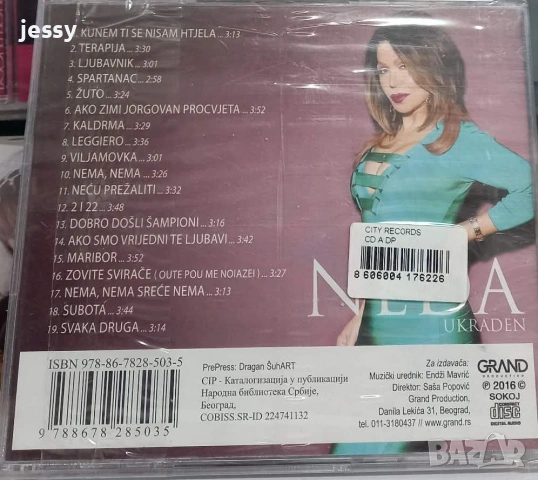 jessy
1. KUNEM TI SE NISAM HTJELA ... 3:13
2. TERAPIJA ... 3:30
3. LJUBAVNIK ... 3:01
4. SPARTANAC ... 2:58
5. ŽUTO ... 3:24
6. AKO ZIMI JORGOVAN PROCVJETA ... 3:52
7. KALDRMA ... 3:29
8. LEGGIERO ... 3:36
9. VILJAMOVKA ... 3:01
10. NEMA, NEMA ... 3:26
11. NEĆU PREŽALITI ... 3:32
12. 2 I 22 ... 3:48
13. DOBRO DOŠLI ŠAMPIONI ... 3:16
14. AKO SMO VRIJEDNI TE LJUBAVI ... 3:42
15. MARIBOR ... 3:52
16. ZOVITE SVIRAČE ( OUTE POU ME NOIAZEI ) ... 3:27
17. NEMA, NEMA SREĆE NEMA ... 3:13
18. SUBOTA ... 3:44
19. SVAKA DRUGA ... 3:14
CITY RECORDS
CD A DP
8 606004 176226
NEDA
UKRADEN
ISBN 978-86-7828-503-5
9 788678 285035
PrePress: Dragan ŠuhART
CIP - Каталогизација у публикацији
Народна библиотека Србије,
Београд,
COBISS.SR-ID 224741132
Za izdavača:
Muzički urednik: Endži Mavrić
Direktor: Saša Popović
Grand Production,
Danila Lekića 31, Beograd,
tel. 011-3180437 // www.grand.rs
GRAND
PRODUCTION
℗ 2016 ©
SOKOJ
COMPACT
disc
DIGITAL AUDIO
BAZAR